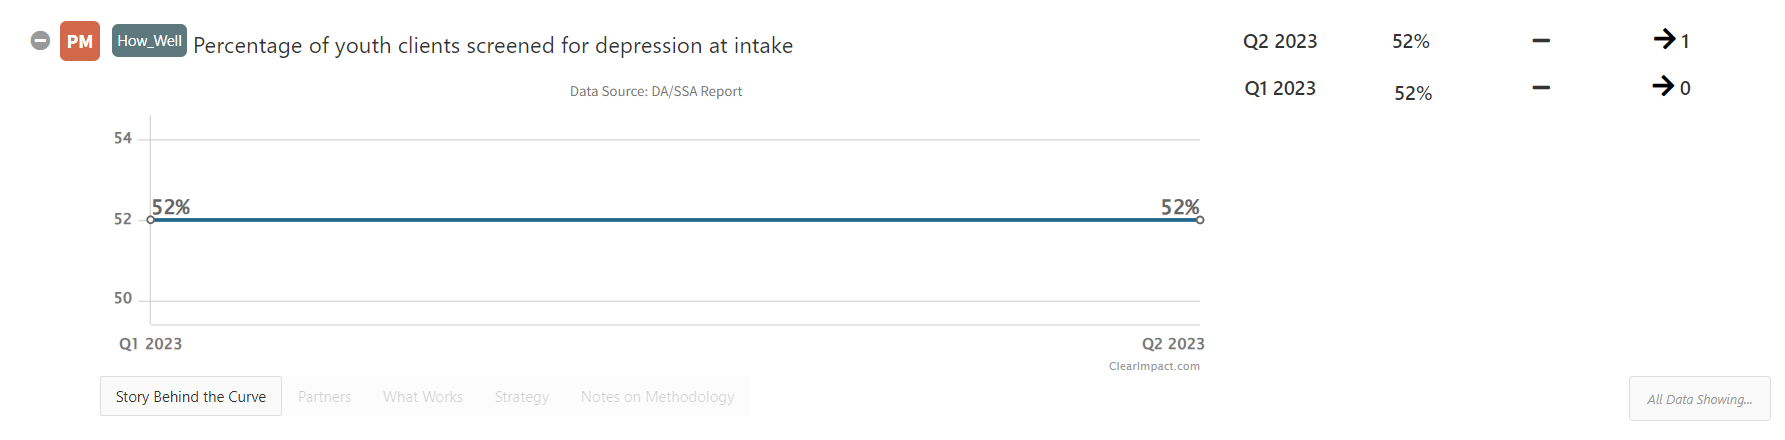 PM How_Well Percentage of youth clients screened for depression at intake
Q2 2023 52% – → 1
Data Source: DA/SSA Report
Q1 2023 52% – → 0
54
52% 52%
52
50
Q1 2023 Q2 2023
ClearImpact.com
Story Behind the Curve Partners What Works Strategy Notes on Methodology
All Data Showing...